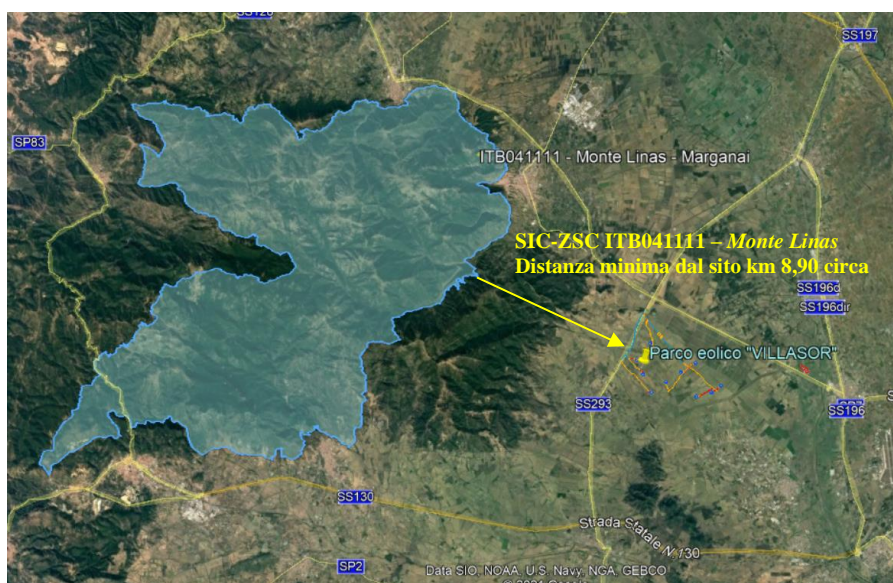 SS126
SS197
SP83
ITB041111 - Monte Linas - Marganai
SIC-ZSC ITB041111 – Monte Linas
Distanza minima dal sito km 8,90 circa
SS196d
SS196dir
Parco eolico "VILLASOR"
SS293
SS196
SS130
Strada Statale N.130
SP2
Data SIO, NOAA, U.S. Navy, NGA, GEBCO